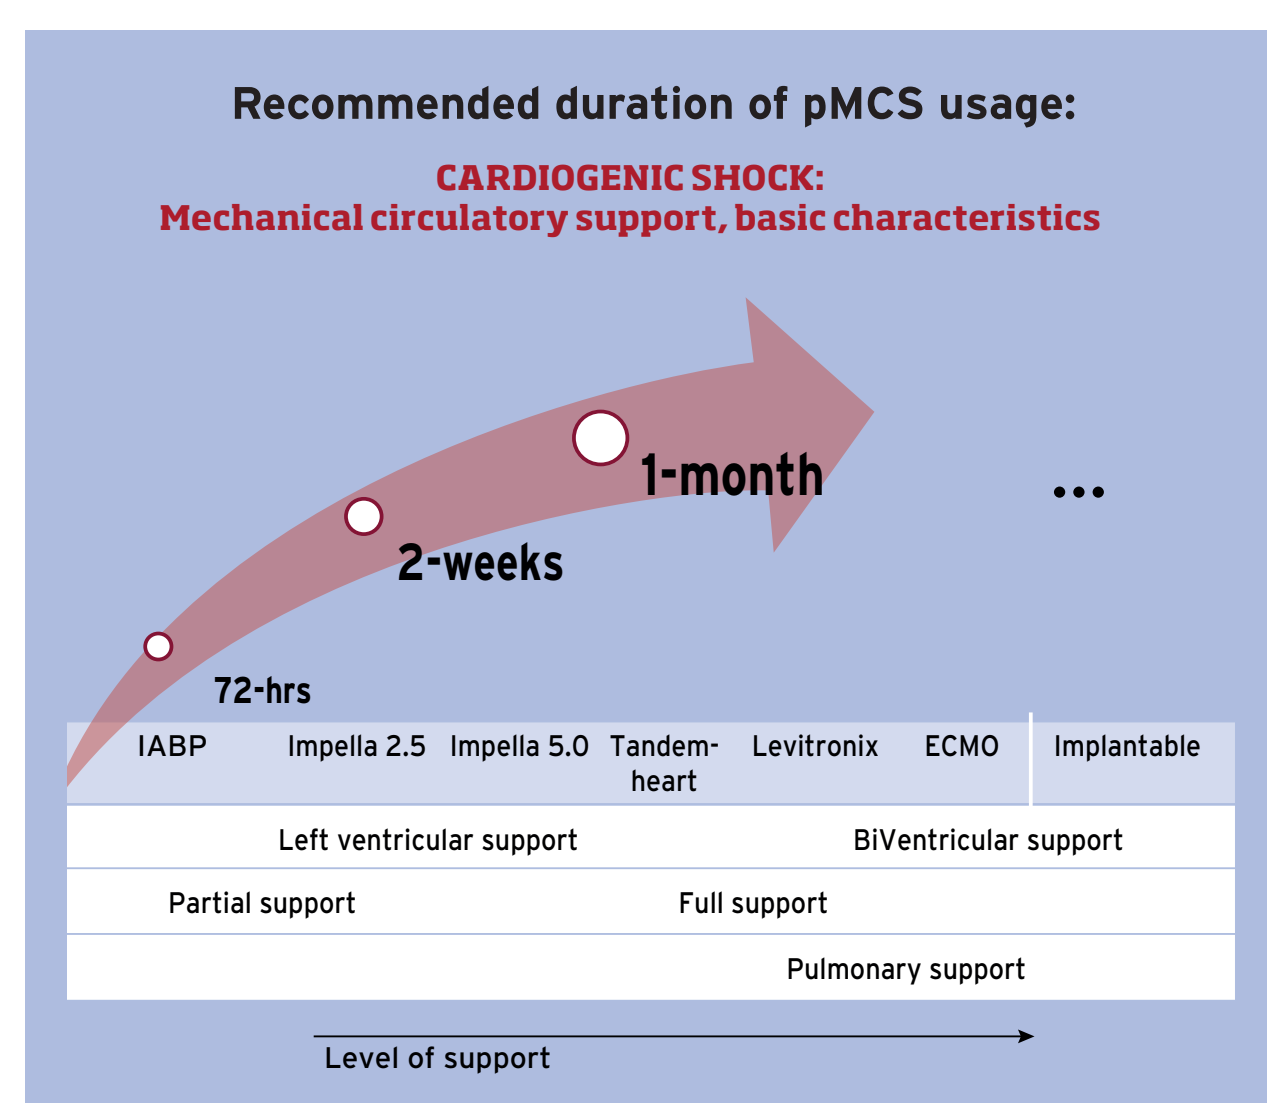 Recommended duration of pMCS usage:
CARDIOGENIC SHOCK:
Mechanical circulatory support, basic characteristics
1-month
...
2-weeks
72-hrs
IABP
Impella 2.5
Impella 5.0
Tandem-
heart
Levitronix
ECMO
Implantable
Left ventricular support
BiVentricular support
Partial support
Full support
Pulmonary support
Level of support